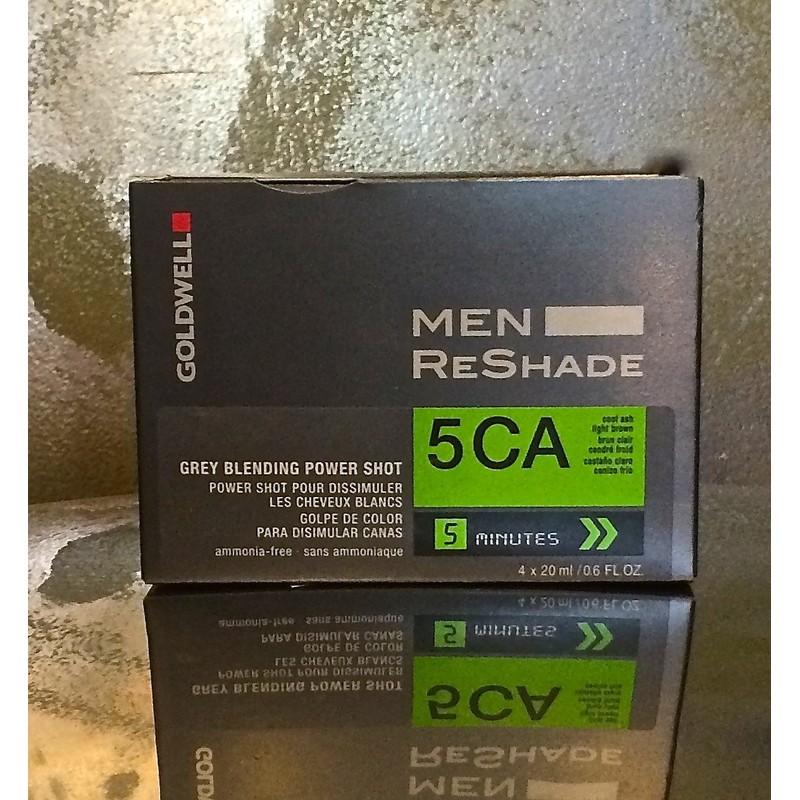 GOLDWELL
MEN
RESHADE
5CA
cool ash
light brown
brun clair
cendré froid
castaño claro
cenizo frío
GREY BLENDING POWER SHOT
POWER SHOT POUR DISSIMULER
LES CHEVEUX BLANCS
GOLPE DE COLOR
PARA DISIMULAR CANAS
ammonia-free · sans ammoniaque
5 MINUTES
4 x 20 ml / 0.6 FL OZ.